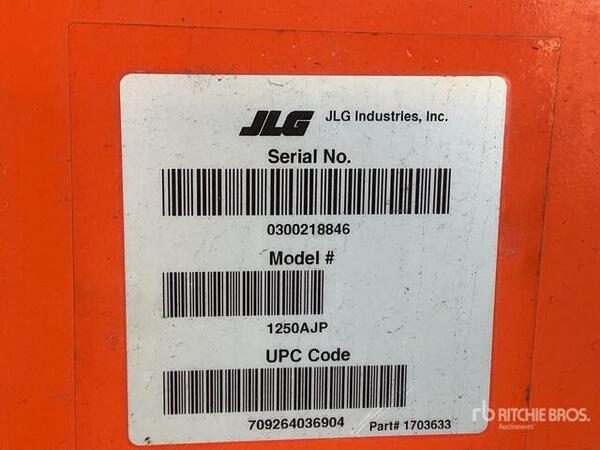 JLG JLG Industries, Inc.
Serial No.
0300218846
Model #
1250AJP
UPC Code
709264036904 Part# 1703633
rb RITCHIE BROS.
Auctioneers